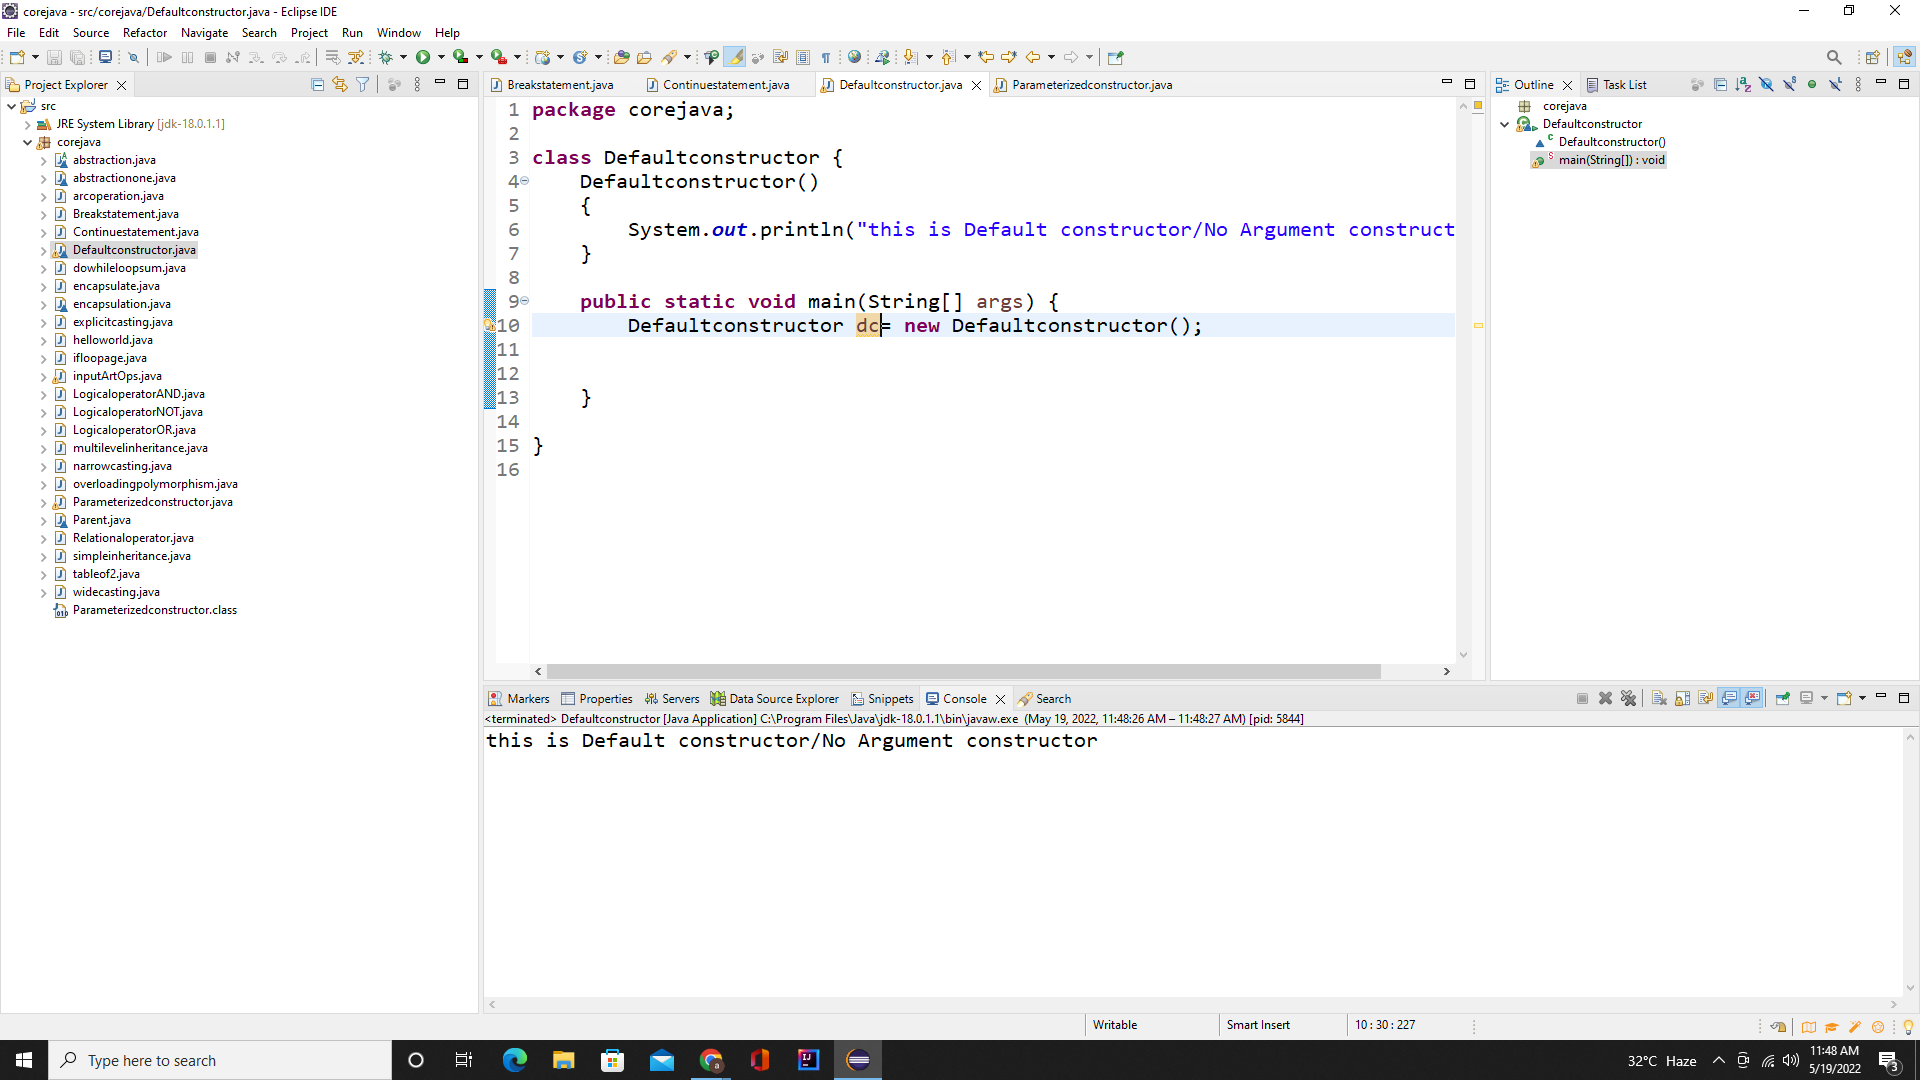 corejava - src/corejava/Defaultconstructor.java - Eclipse IDE
File Edit Source Refactor Navigate Search Project Run Window Help
Project Explorer
src
JRE System Library [jdk-18.0.1.1]
corejava
abstraction.java
abstractionone.java
arcoperation.java
Breakstatement.java
Continuestatement.java
Defaultconstructor.java
dowhileloopsum.java
encapsulate.java
encapsulation.java
explicitcasting.java
helloworld.java
ifloopage.java
inputArtOps.java
LogicaloperatorAND.java
LogicaloperatorNOT.java
LogicaloperatorOR.java
multilevelinheritance.java
narrowcasting.java
overloadingpolymorphism.java
Parameterizedconstructor.java
Parent.java
Relationaloperator.java
simpleinheritance.java
tableof2.java
widecasting.java
Parameterizedconstructor.class
Breakstatement.java Continuestatement.java Defaultconstructor.java Parameterizedconstructor.java
1 package corejava;
2
3 class Defaultconstructor {
4 Defaultconstructor()
5 {
6 System.out.println("this is Default constructor/No Argument construct
7 }
8
9 public static void main(String[] args) {
10 Defaultconstructor dc= new Defaultconstructor();
11
12
13 }
14
15 }
16
Outline Task List
corejava
Defaultconstructor
Defaultconstructor()
main(String[]) : void
Markers Properties Servers Data Source Explorer Snippets Console Search
<terminated> Defaultconstructor [Java Application] C:\Program Files\Java\jdk-18.0.1.1\bin\javaw.exe (May 19, 2022, 11:48:26 AM – 11:48:27 AM) [pid: 5844]
this is Default constructor/No Argument constructor
Writable Smart Insert 10 : 30 : 227
Type here to search
32°C Haze
11:48 AM
5/19/2022
3